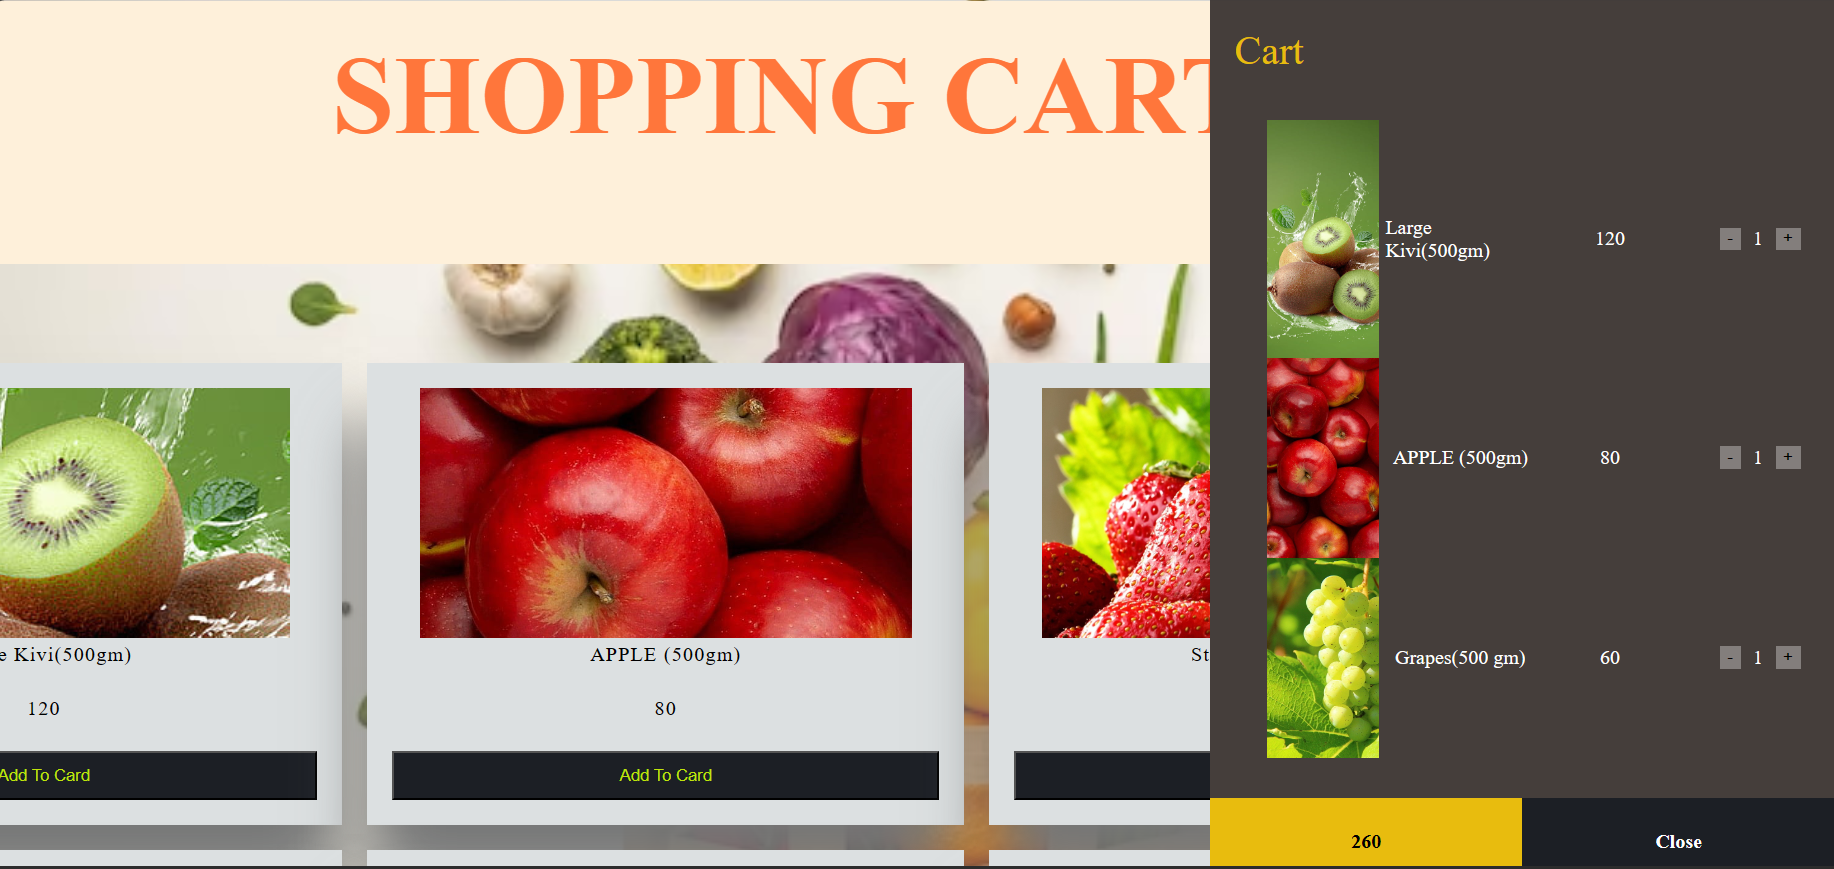 SHOPPING CART
e Kivi(500gm)
120
Add To Card
APPLE (500gm)
80
Add To Card
St
Cart
Large
Kivi(500gm)
120
- 1 +
APPLE (500gm)
80
- 1 +
Grapes(500 gm)
60
- 1 +
260
Close